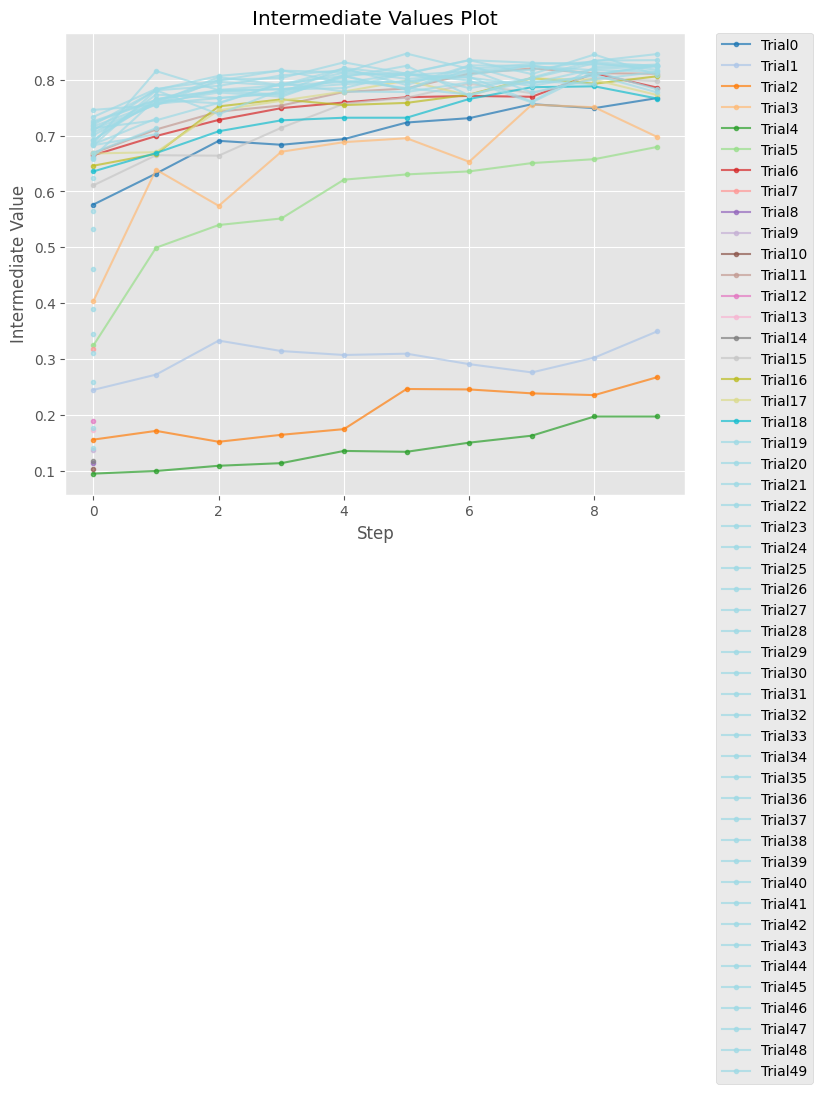 Intermediate Values Plot
Intermediate Value
0.8
0.7
0.6
0.5
0.4
0.3
0.2
0.1
0 2 4 6 8
Step
Trial0
Trial1
Trial2
Trial3
Trial4
Trial5
Trial6
Trial7
Trial8
Trial9
Trial10
Trial11
Trial12
Trial13
Trial14
Trial15
Trial16
Trial17
Trial18
Trial19
Trial20
Trial21
Trial22
Trial23
Trial24
Trial25
Trial26
Trial27
Trial28
Trial29
Trial30
Trial31
Trial32
Trial33
Trial34
Trial35
Trial36
Trial37
Trial38
Trial39
Trial40
Trial41
Trial42
Trial43
Trial44
Trial45
Trial46
Trial47
Trial48
Trial49